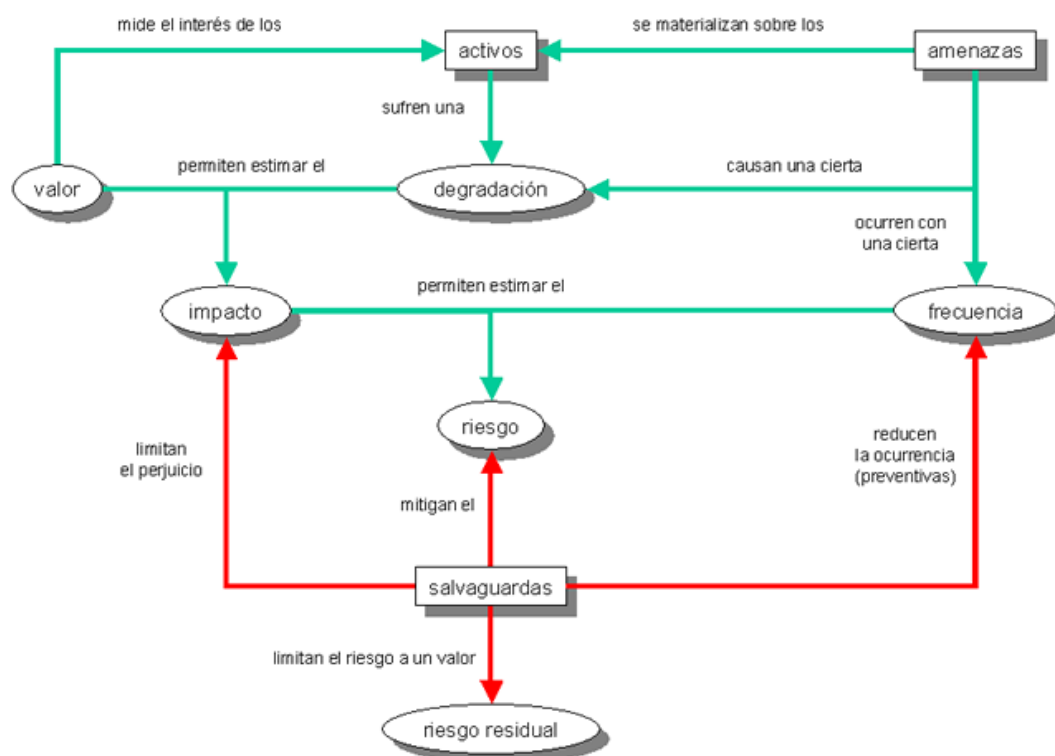 mide el interés de los
se materializan sobre los
activos
amenazas
sufren una
permiten estimar el
causan una cierta
valor
degradación
ocurren con
una cierta
permiten estimar el
impacto
frecuencia
riesgo
limitan
el perjuicio
reducen
la ocurrencia
(preventivas)
mitigan el
salvaguardas
limitan el riesgo a un valor
riesgo residual